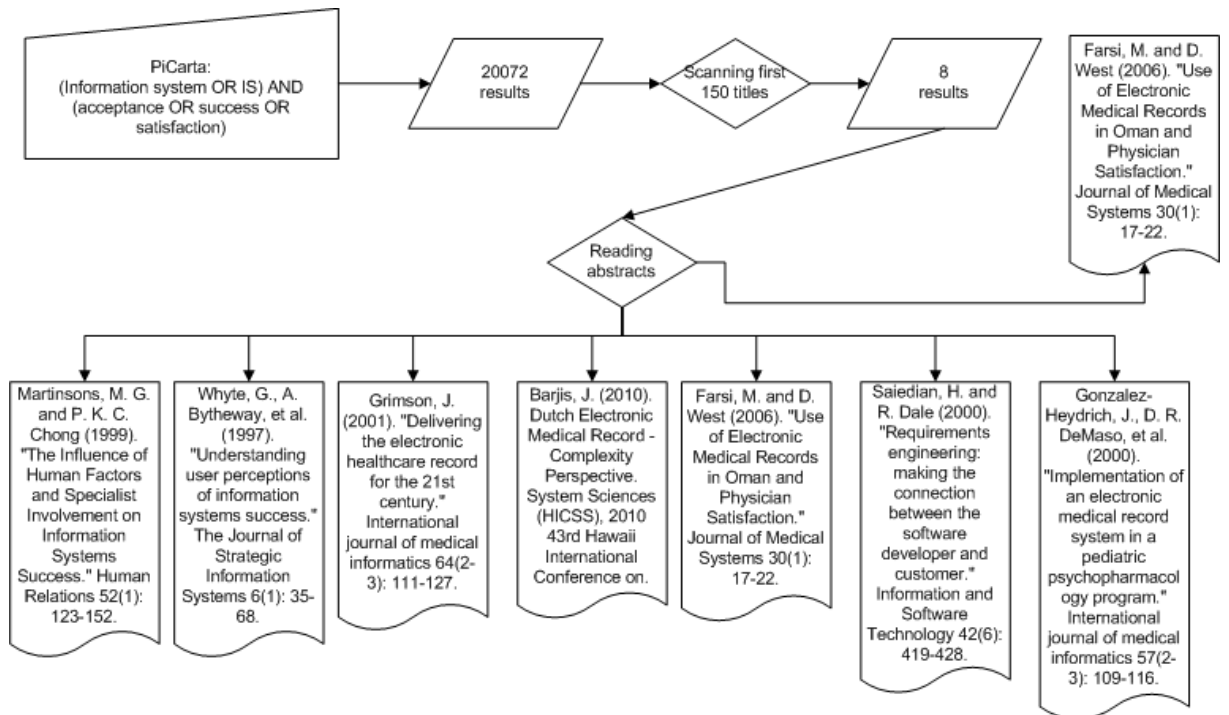 PiCarta:
(Information system OR IS) AND
(acceptance OR success OR
satisfaction)
20072
results
Scanning first
150 titles
8
results
Farsi, M. and D.
West (2006). "Use
of Electronic
Medical Records
in Oman and
Physician
Satisfaction."
Journal of Medical
Systems 30(1):
17-22.
Reading
abstracts
Martinsons, M. G.
and P. K. C.
Chong (1999).
"The Influence of
Human Factors
and Specialist
Involvement on
Information
Systems
Success." Human
Relations 52(1):
123-152.
Whyte, G., A.
Bytheway, et al.
(1997).
"Understanding
user perceptions
of information
systems success."
The Journal of
Strategic
Information
Systems 6(1): 35-
68.
Grimson, J.
(2001). "Delivering
the electronic
healthcare record
for the 21st
century."
International
journal of medical
informatics 64(2-
3): 111-127.
Barjis, J. (2010).
Dutch Electronic
Medical Record -
Complexity
Perspective.
System Sciences
(HICSS), 2010
43rd Hawaii
International
Conference on.
Farsi, M. and D.
West (2006). "Use
of Electronic
Medical Records
in Oman and
Physician
Satisfaction."
Journal of Medical
Systems 30(1):
17-22.
Saiedian, H. and
R. Dale (2000).
"Requirements
engineering:
making the
connection
between the
software
developer and
customer."
Information and
Software
Technology 42(6):
419-428.
Gonzalez-
Heydrich, J., D. R.
DeMaso, et al.
(2000).
"Implementation of
an electronic
medical record
system in a
pediatric
psychopharmacol
ogy program."
International
journal of medical
informatics 57(2-
3): 109-116.